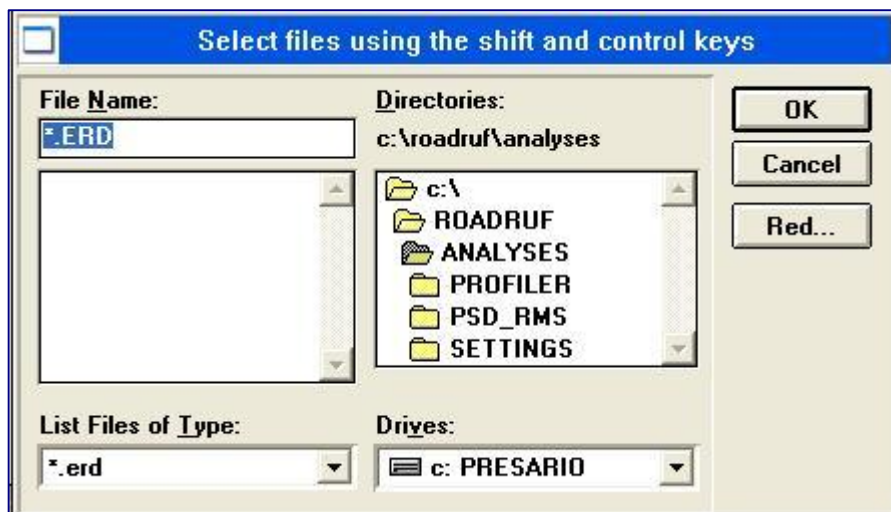 Select files using the shift and control keys
File Name:
*.ERD
Directories:
c:\roadruf\analyses
c:\
ROADRUF
ANALYSES
PROFILER
PSD_RMS
SETTINGS
List Files of Type:
*.erd
Drives:
c: PRESARIO
OK
Cancel
Red...